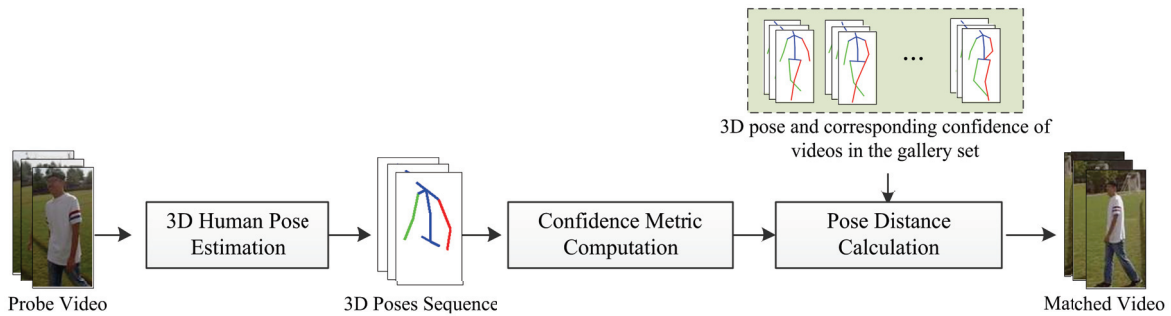 ...
3D pose and corresponding confidence of
videos in the gallery set
3D Human Pose
Estimation
Confidence Metric
Computation
Pose Distance
Calculation
Probe Video
3D Poses Sequence
Matched Video